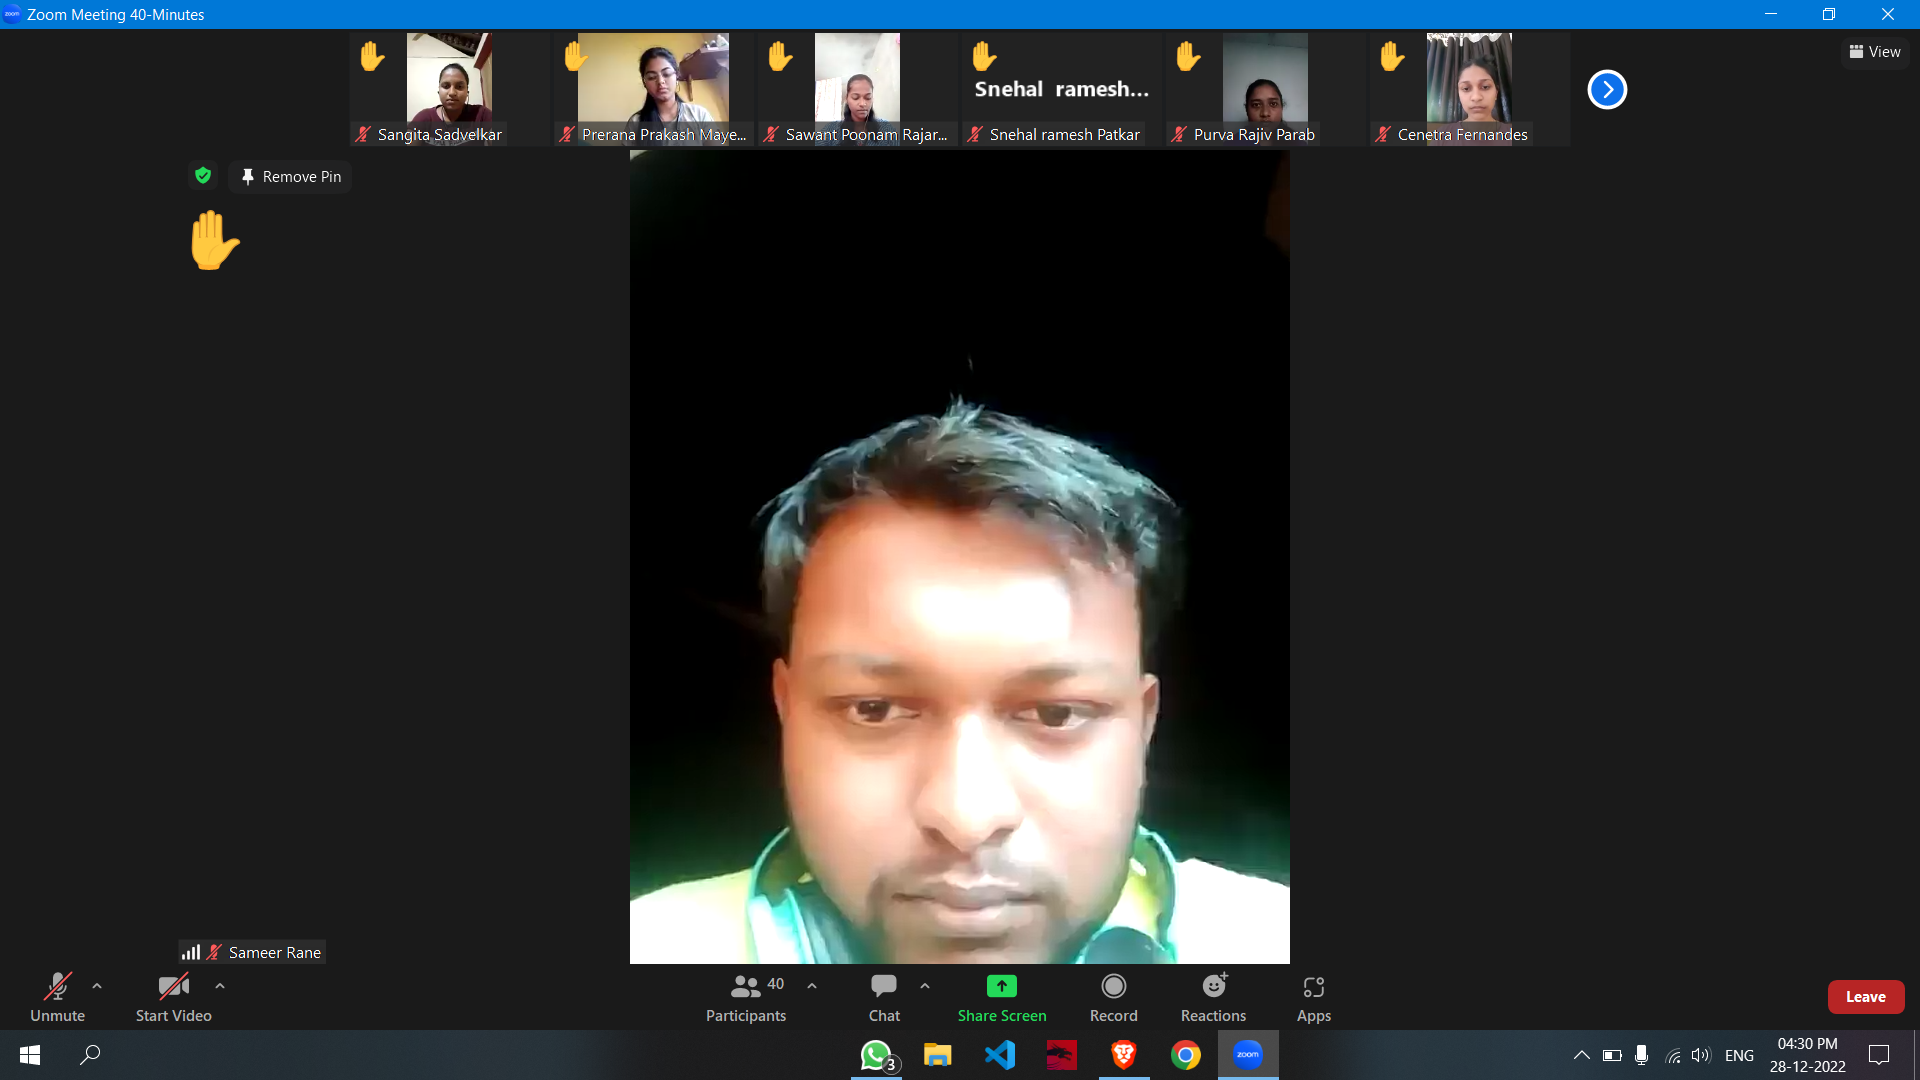 Zoom Meeting 40-Minutes
View
Snehal ramesh...
Sangita Sadvelkar
Prerana Prakash Maye...
Sawant Poonam Rajar...
Snehal ramesh Patkar
Purva Rajiv Parab
Cenetra Fernandes
Remove Pin
Sameer Rane
Unmute
Start Video
40
Participants
Chat
Share Screen
Record
Reactions
Apps
Leave
3
zoom
ENG
04:30 PM
28-12-2022